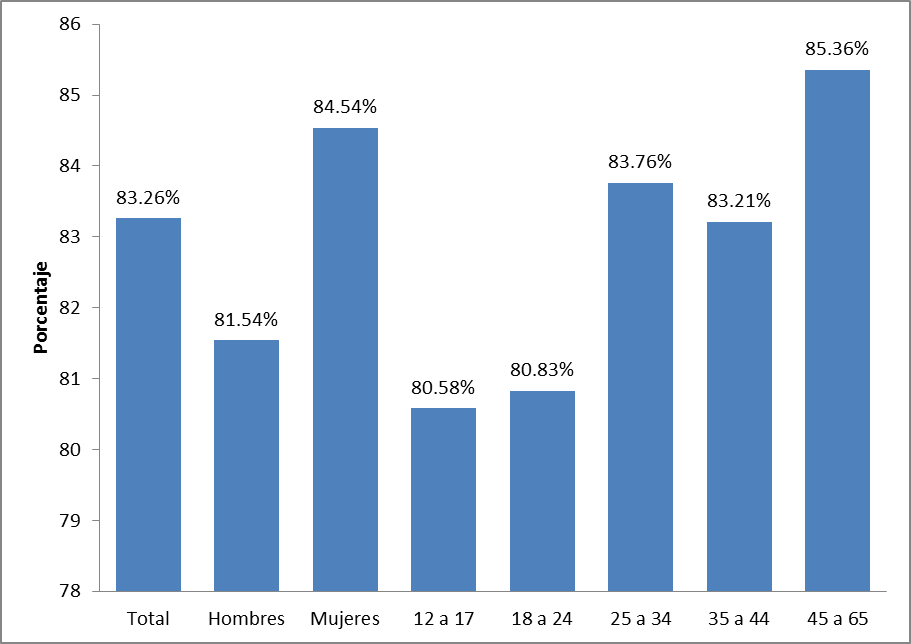 86
85
84
83
82
81
80
79
78
Porcentaje
83.26%
81.54%
84.54%
80.58%
80.83%
83.76%
83.21%
85.36%
Total
Hombres
Mujeres
12 a 17
18 a 24
25 a 34
35 a 44
45 a 65